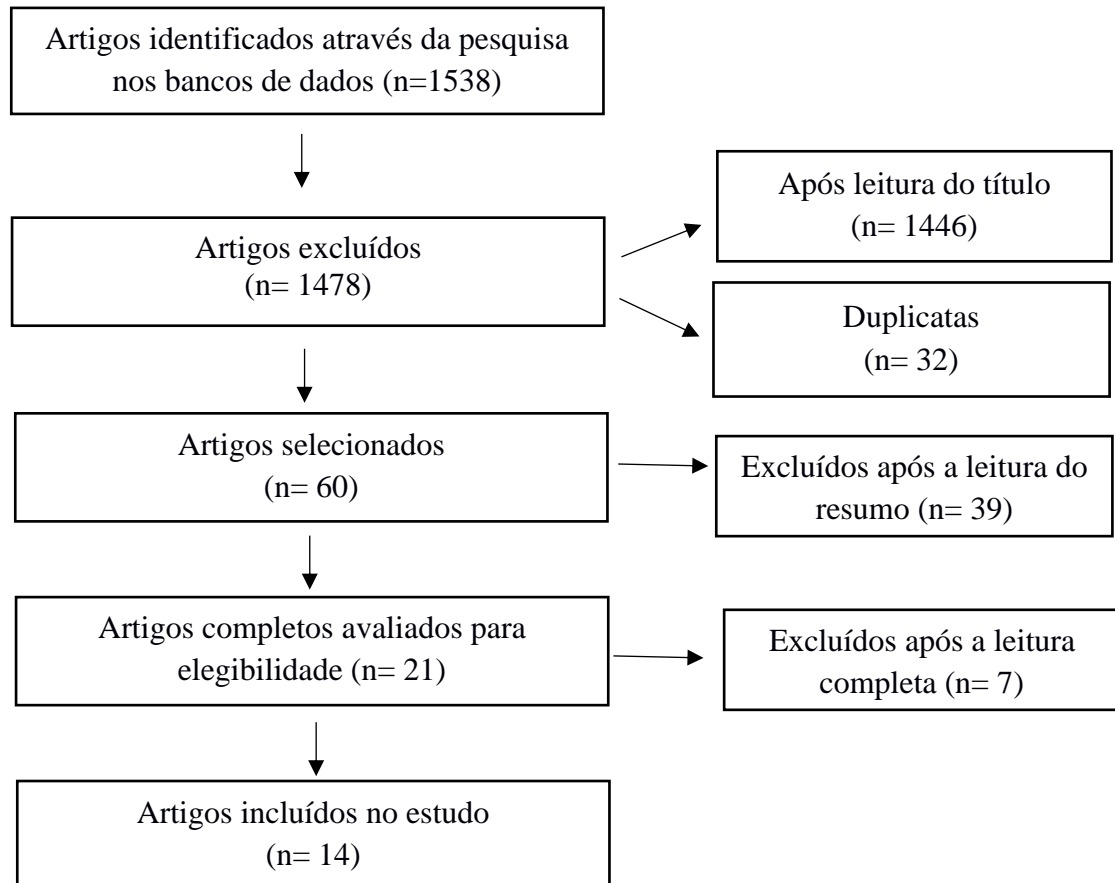 Artigos identificados através da pesquisa
nos bancos de dados (n=1538)
Após leitura do título
(n= 1446)
Artigos excluídos
(n= 1478)
Duplicatas
(n= 32)
Artigos selecionados
(n= 60)
Excluídos após a leitura do
resumo (n= 39)
Artigos completos avaliados para
elegibilidade (n= 21)
Excluídos após a leitura
completa (n= 7)
Artigos incluídos no estudo
(n= 14)